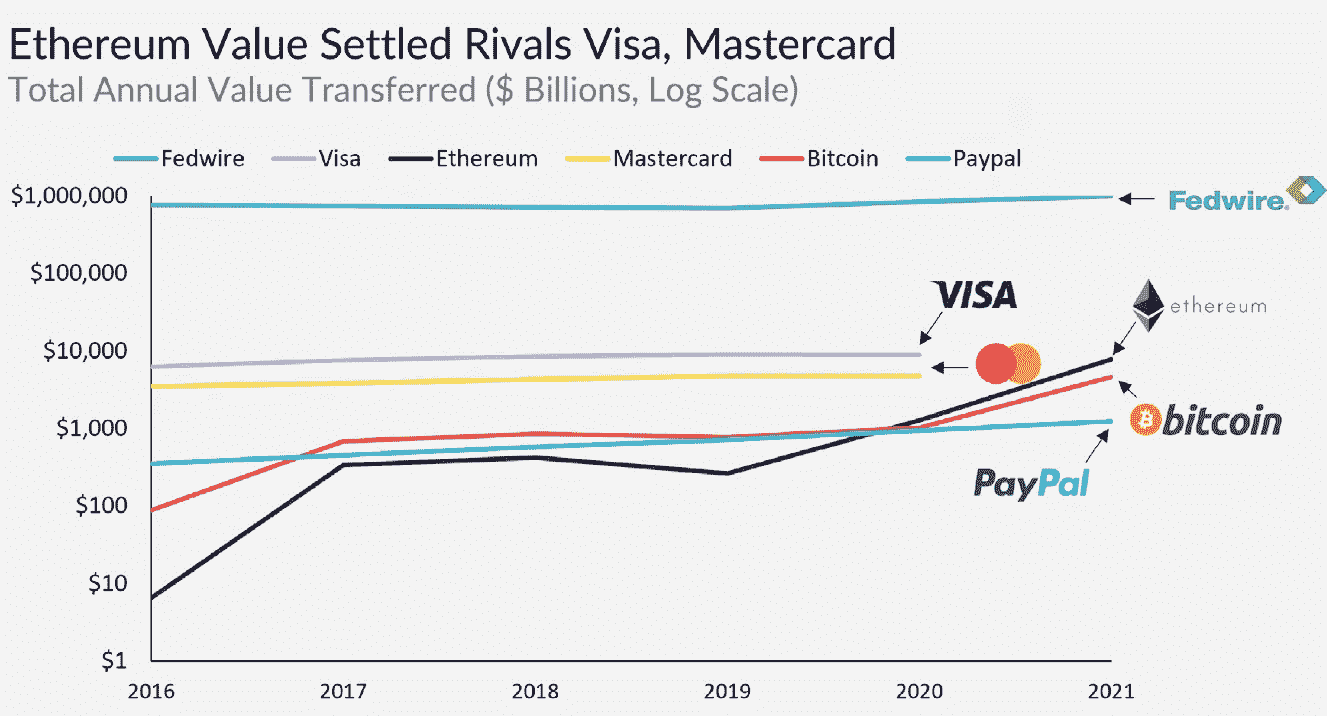 Ethereum Value Settled Rivals Visa, Mastercard
Total Annual Value Transferred ($ Billions, Log Scale)
Fedwire Visa Ethereum Mastercard Bitcoin Paypal
$1,000,000
Fedwire®
$100,000
VISA
ethereum
$10,000
$1,000
bitcoin
PayPal
$100
$10
$1
2016 2017 2018 2019 2020 2021